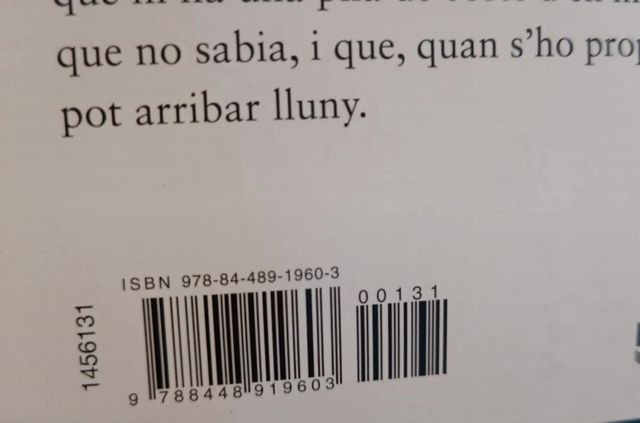 que no sabia, i que, quan s'ho
pot arribar lluny.
ISBN 978-84-489-1960-3
00131
1456131
9 788448 919603